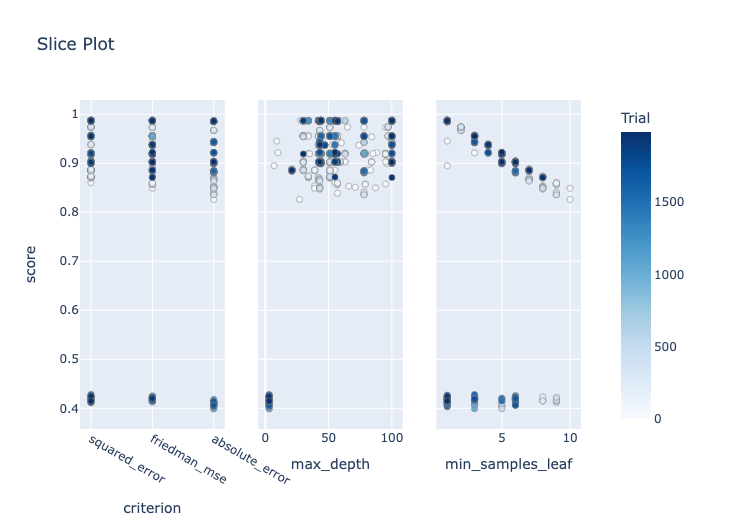 Slice Plot
Trial
1
0.9
0.8
0.7
0.6
0.5
0.4
score
squared_error
friedman_mse
absolute_error
criterion
0
50
100
max_depth
5
10
min_samples_leaf
1500
1000
500
0